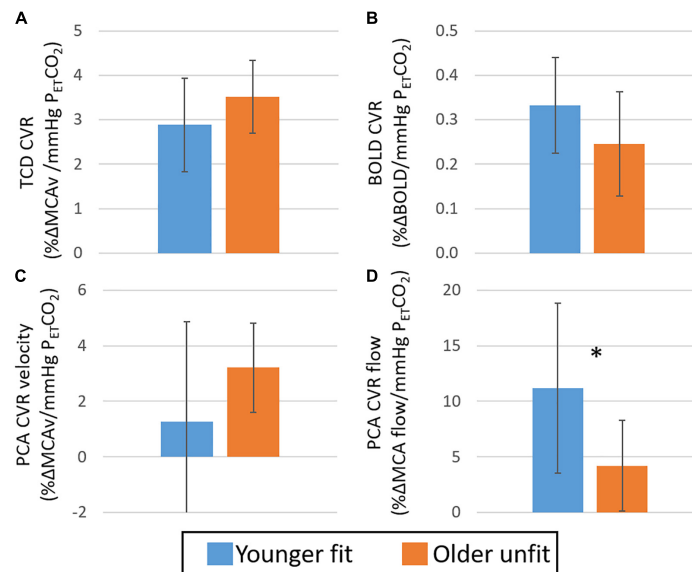 A
TCD CVR
(%ΔMCAv /mmHg PETCO2)
5
4
3
2
1
0
B
BOLD CVR
(%ΔBOLD/mmHg PETCO2)
0.5
0.4
0.3
0.2
0.1
0.0
C
PCA CVR velocity
(%ΔMCAv/mmHg PETCO2)
6
4
2
0
-2
D
PCA CVR flow
(%ΔMCA flow/mmHg PETCO2)
20
15
10
5
0
*
Younger fit Older unfit